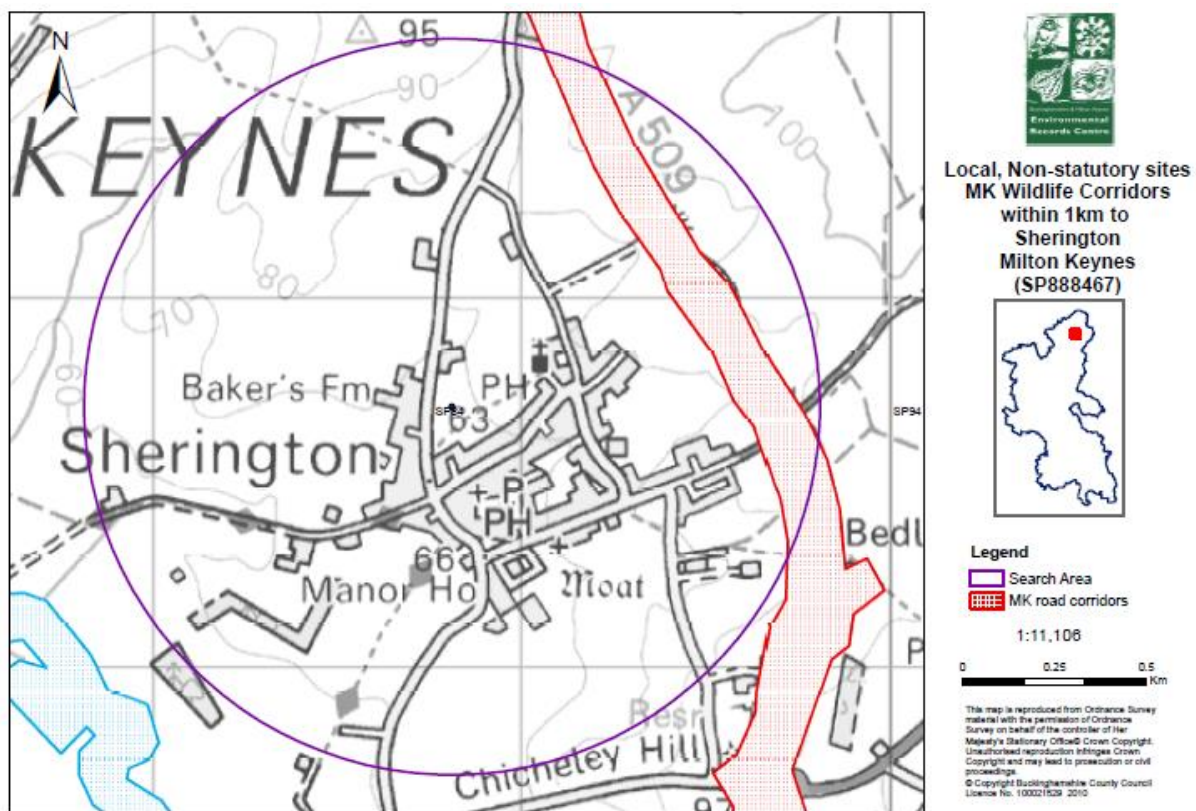 N
95
90
KEYNES
A 509
100
80
70
60
Baker's Fm
PH
SP84
63
SP94
Sherington
P
PH
66
Manor Ho
Moat
Bedl
P
Resr
Chicheley Hill
97
Environmental
Records Centre
Local, Non-statutory sites
MK Wildlife Corridors
within 1km to
Sherington
Milton Keynes
(SP888467)
Legend
Search Area
MK road corridors
1:11,106
0 0.25 0.5
Km
This map is reproduced from Ordnance Survey
material with the permission of Ordnance
Survey on behalf of the controller of Her
Majesty's Stationary Office© Crown Copyright.
Unauthorised reproduction infringes Crown
Copyright and may lead to prosecution or civil
proceedings.
© Copyright Buckinghamshire County Council
Licence No. 100021529 2010